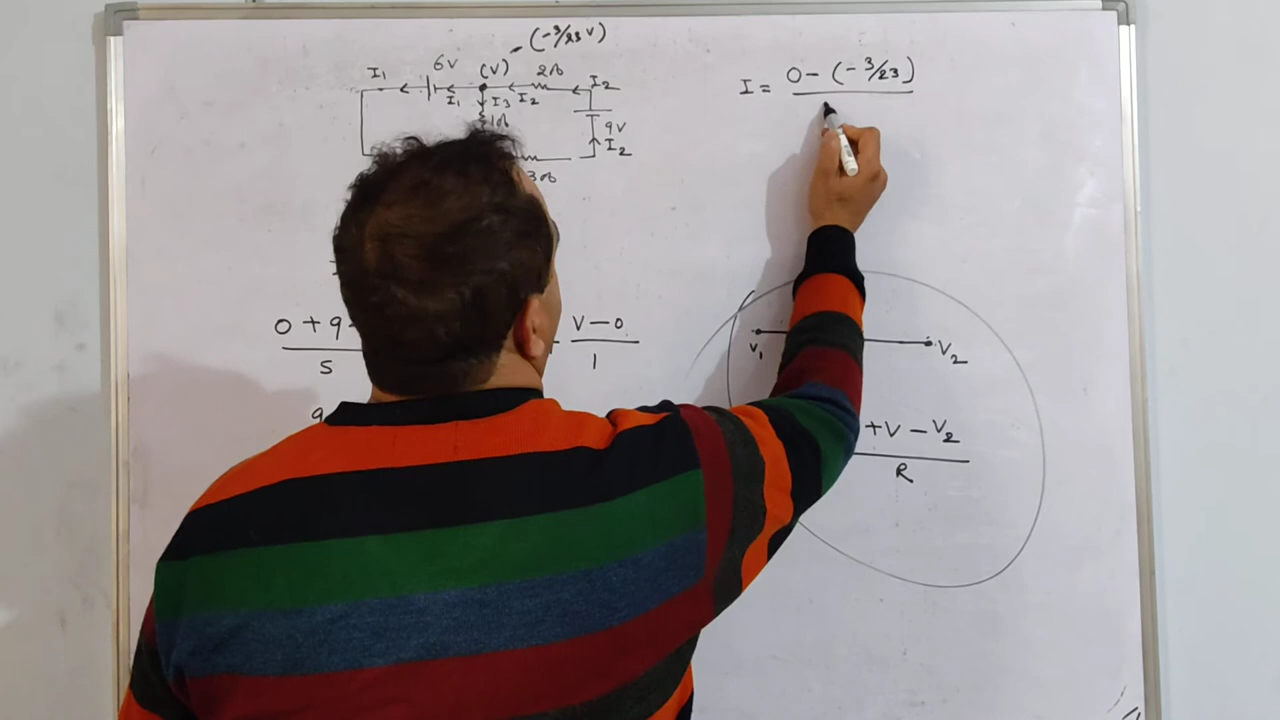 (-3/23 V)
6V (V) 2Ω
I1 I1 I3 I2 I2
1Ω 9V
I2
3Ω
I = 0 - (-3/23)
0 + 9 - V - 0
5 1
9
V1 V2
+V - V2
R